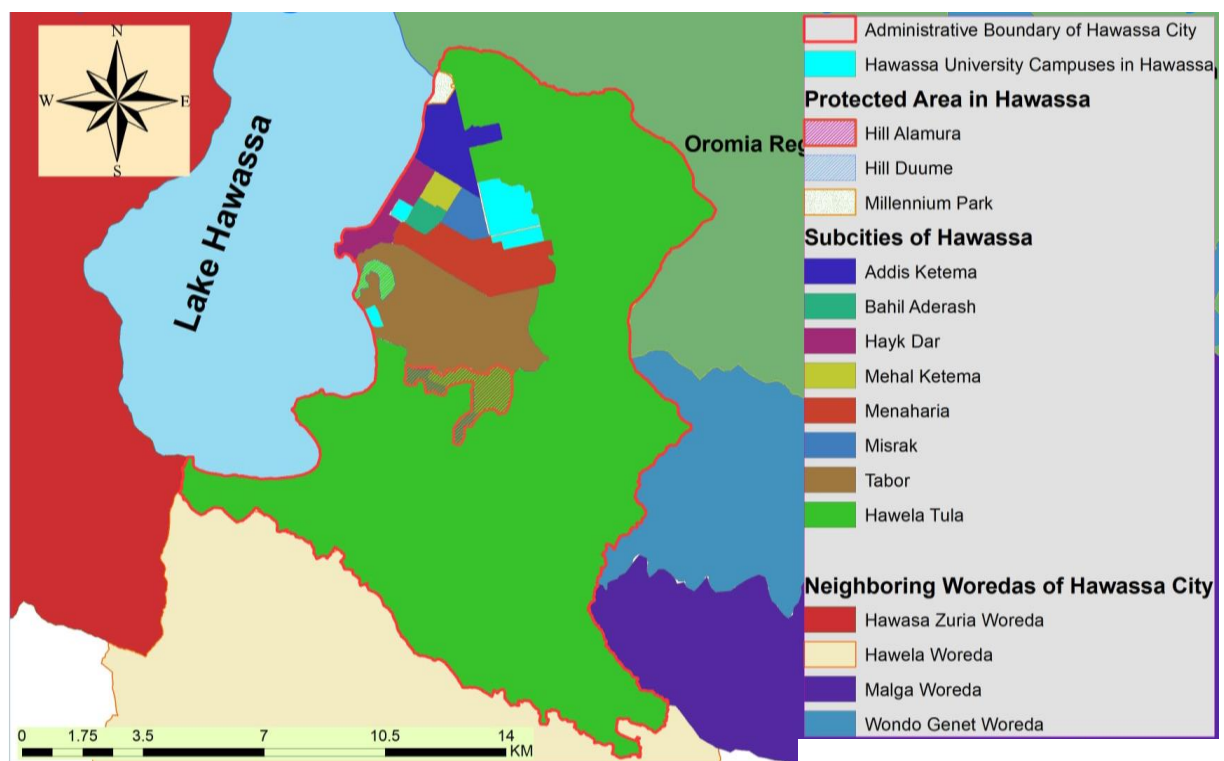 N
W
E
S
Lake Hawassa
Oromia Reg
0
1.75
3.5
7
10.5
14
KM
Administrative Boundary of Hawassa City
Hawassa University Campuses in Hawassa
Protected Area in Hawassa
Hill Alamura
Hill Duume
Millennium Park
Subcities of Hawassa
Addis Ketema
Bahil Aderash
Hayk Dar
Mehal Ketema
Menaharia
Misrak
Tabor
Hawela Tula
Neighboring Woredas of Hawassa City
Hawasa Zuria Woreda
Hawela Woreda
Malga Woreda
Wondo Genet Woreda